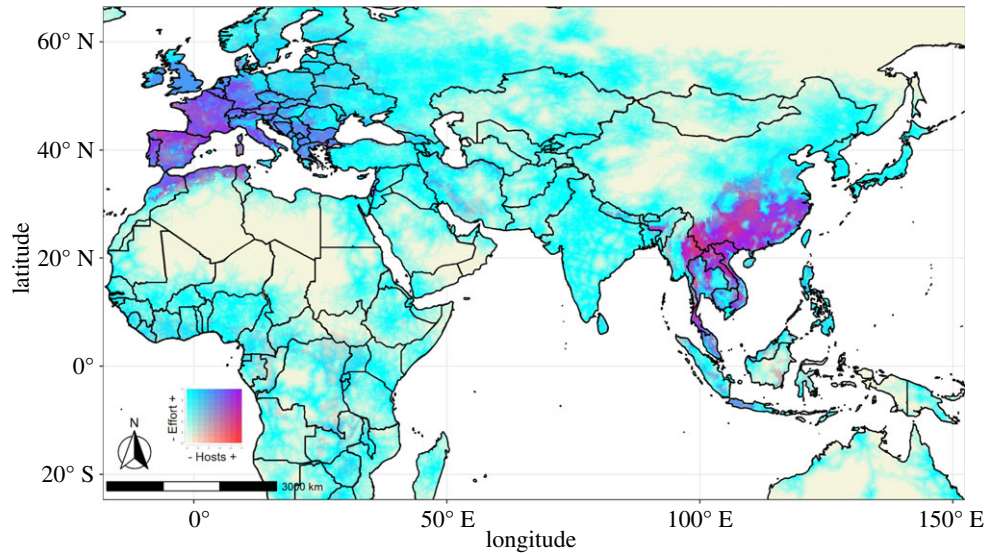 60° N
40° N
20° N
0°
20° S
latitude
- Effort +
- Hosts +
N
3000 km
0°
50° E
100° E
150° E
longitude